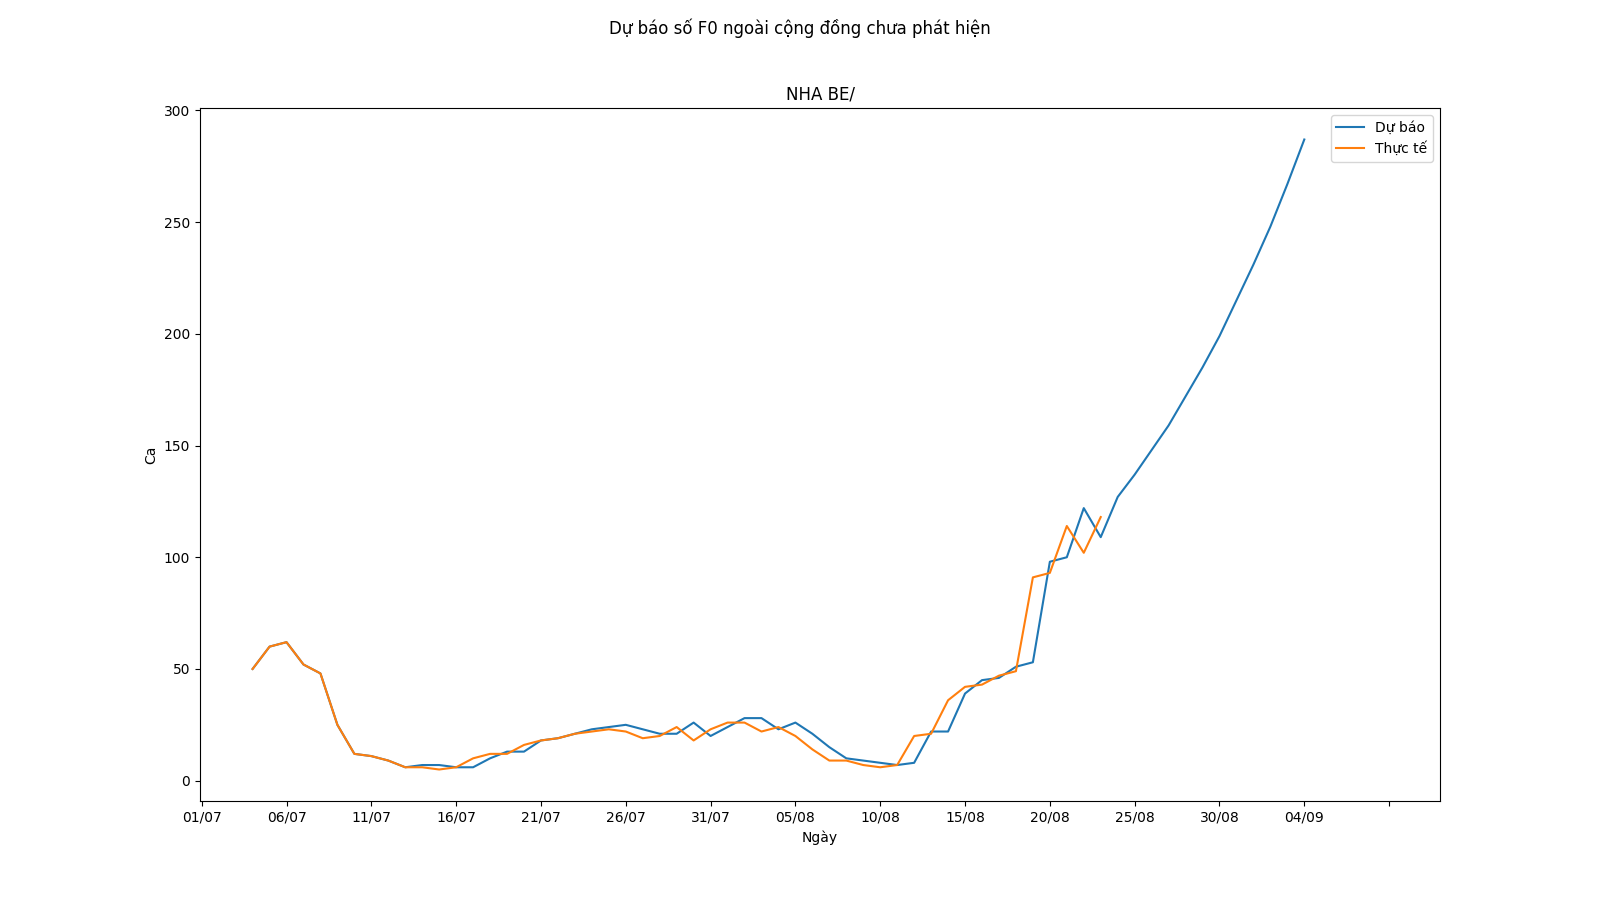 Dự báo số F0 ngoài cộng đồng chưa phát hiện
NHA BE/
300
250
200
150
100
50
0
Ca
Dự báo
Thực tế
01/07 06/07 11/07 16/07 21/07 26/07 31/07 05/08 10/08 15/08 20/08 25/08 30/08 04/09
Ngày